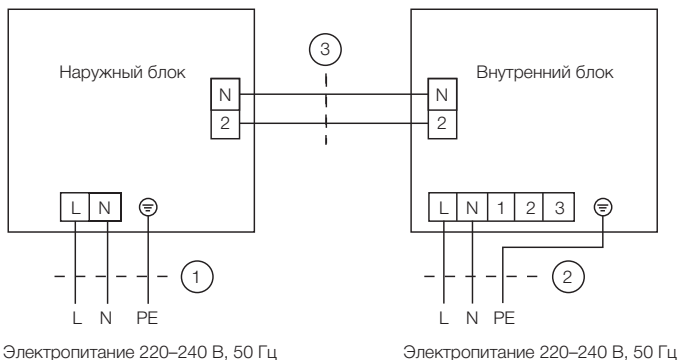 3
Наружный блок
Внутренний блок
N
N
2
2
L N
L N 1 2 3
1
2
L N PE
L N PE
Электропитание 220–240 В, 50 Гц
Электропитание 220–240 В, 50 Гц